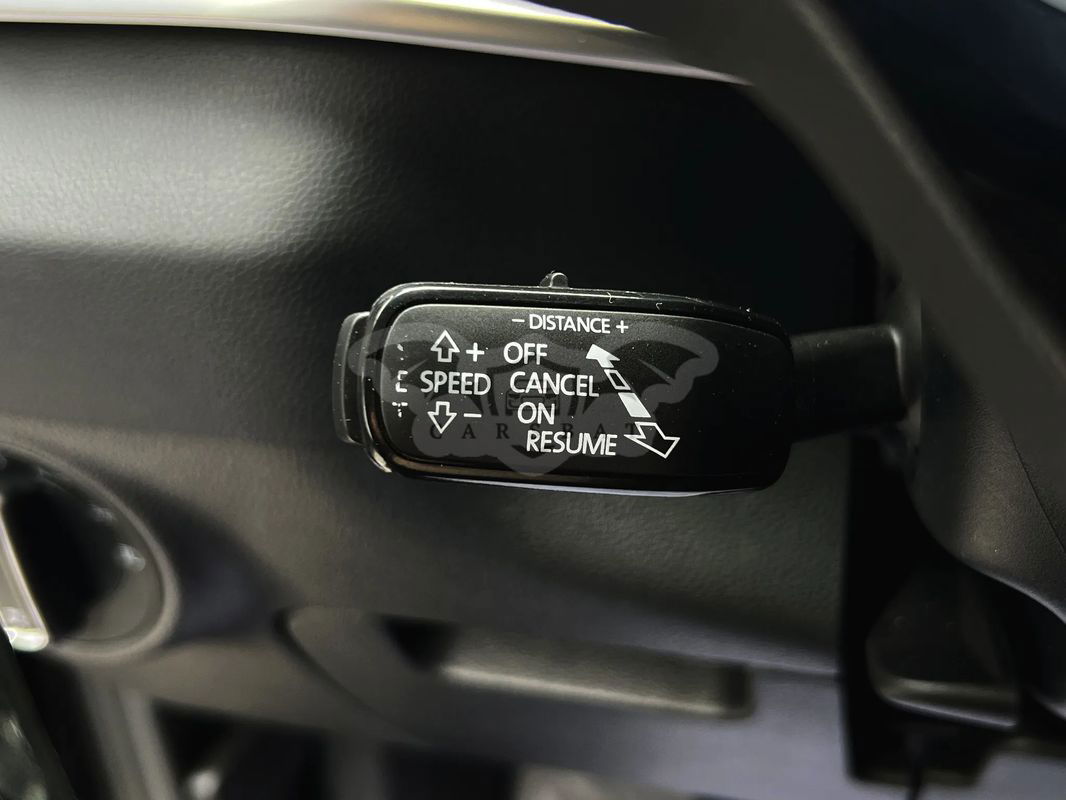 − DISTANCE +
+ OFF
SPEED CANCEL
− ON
RESUME